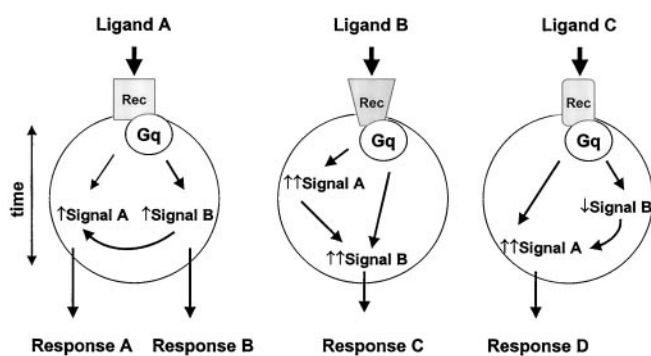 Ligand A Ligand B Ligand C
Rec Rec Rec
Gq Gq Gq
time
↑↑Signal A
↑Signal A ↑Signal B ↓Signal B
↑↑Signal A
↑↑Signal B
Response A Response B Response C Response D